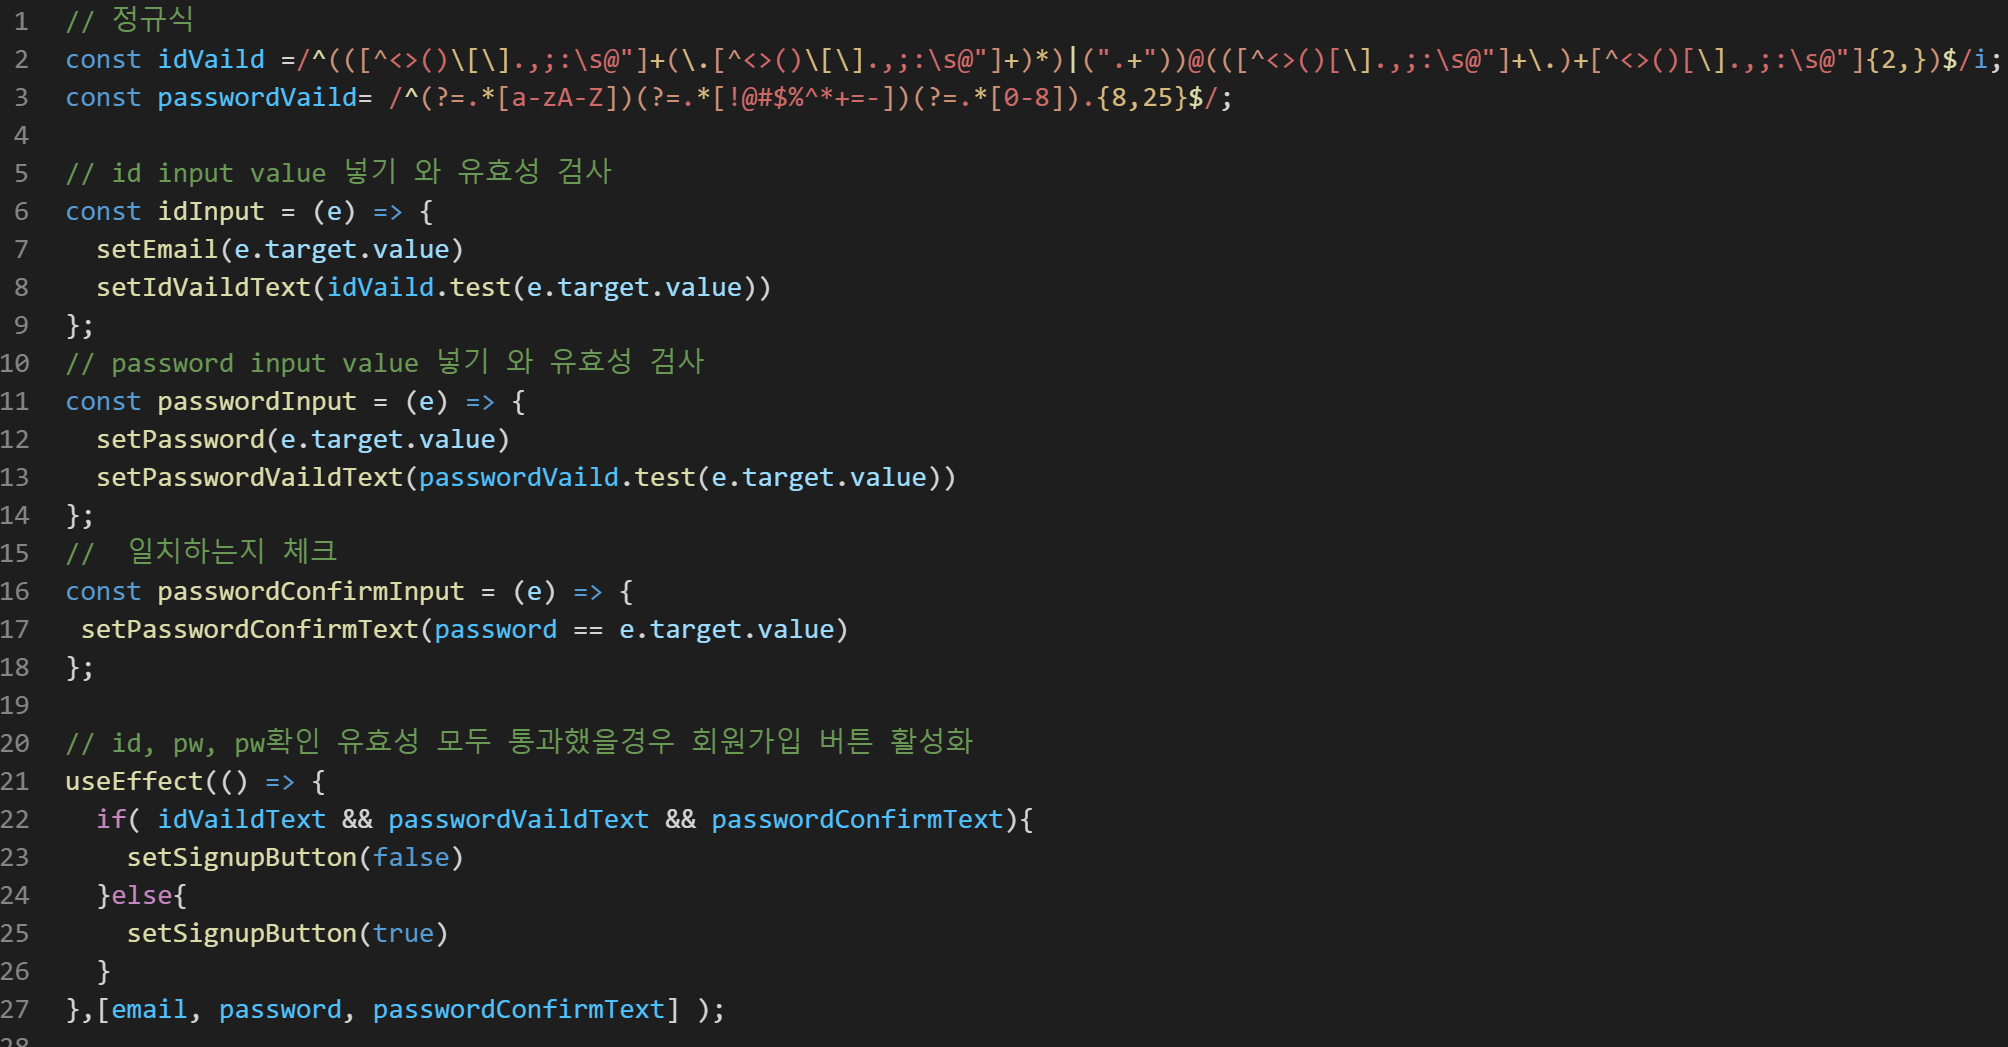 1 // 정규식
2 const idVaild =/^(([^<>()\[\].,;:\s@"]+(\.[^<>()\[\].,;:\s@"]+)*)|(".+"))@(([^<>()[\].,;:\s@"]+\.)+[^<>()[\].,;:\s@"]{2,})$/i;
3 const passwordVaild= /^(?=.*[a-zA-Z])(?=.*[!@#$%^*+=-])(?=.*[0-8]).{8,25}$/;
4
5 // id input value 넣기 와 유효성 검사
6 const idInput = (e) => {
7   setEmail(e.target.value)
8   setIdVaildText(idVaild.test(e.target.value))
9 };
10 // password input value 넣기 와 유효성 검사
11 const passwordInput = (e) => {
12   setPassword(e.target.value)
13   setPasswordVaildText(passwordVaild.test(e.target.value))
14 };
15 //  일치하는지 체크
16 const passwordConfirmInput = (e) => {
17  setPasswordConfirmText(password == e.target.value)
18 };
19
20 // id, pw, pw확인 유효성 모두 통과했을경우 회원가입 버튼 활성화
21 useEffect(() => {
22   if( idVaildText && passwordVaildText && passwordConfirmText){
23     setSignupButton(false)
24   }else{
25     setSignupButton(true)
26   }
27 },[email, password, passwordConfirmText] );
28